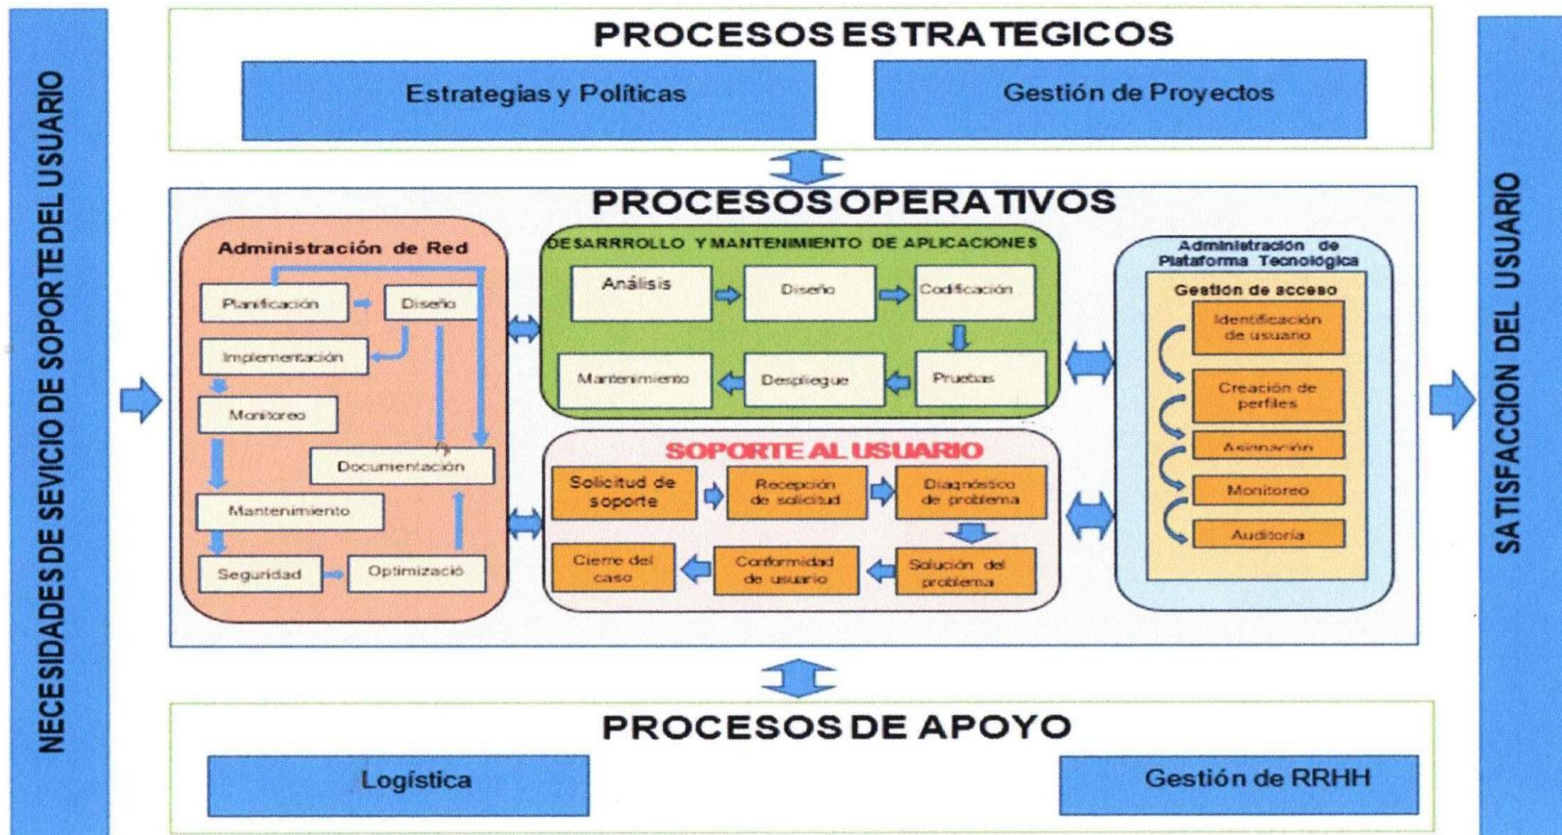 NECESIDADES DE SEVICIO DE SOPORTE DEL USUARIO
PROCESOS ESTRATEGICOS
Estrategias y Políticas
Gestión de Proyectos
PROCESOS OPERATIVOS
Administración de Red
Planificación
Diseño
Implementación
Monitoreo
Documentación
Mantenimiento
Seguridad
Optimizació
DESARRROLLO Y MANTENIMIENTO DE APLICACIONES
Análisis
Diseño
Codificación
Mantenimiento
Despliegue
Pruebas
SOPORTE AL USUARIO
Solicitud de
soporte
Recepción
de solicitud
Diagnóstico
de problema
Cierre del
caso
Conformidad
de usuario
Solución del
problema
Administración de
Plataforma Tecnológica
Gestión de acceso
Identificación
de usuario
Creación de
perfiles
Asignación
Monitoreo
Auditoría
PROCESOS DE APOYO
Logística
Gestión de RRHH
SATISFACCION DEL USUARIO